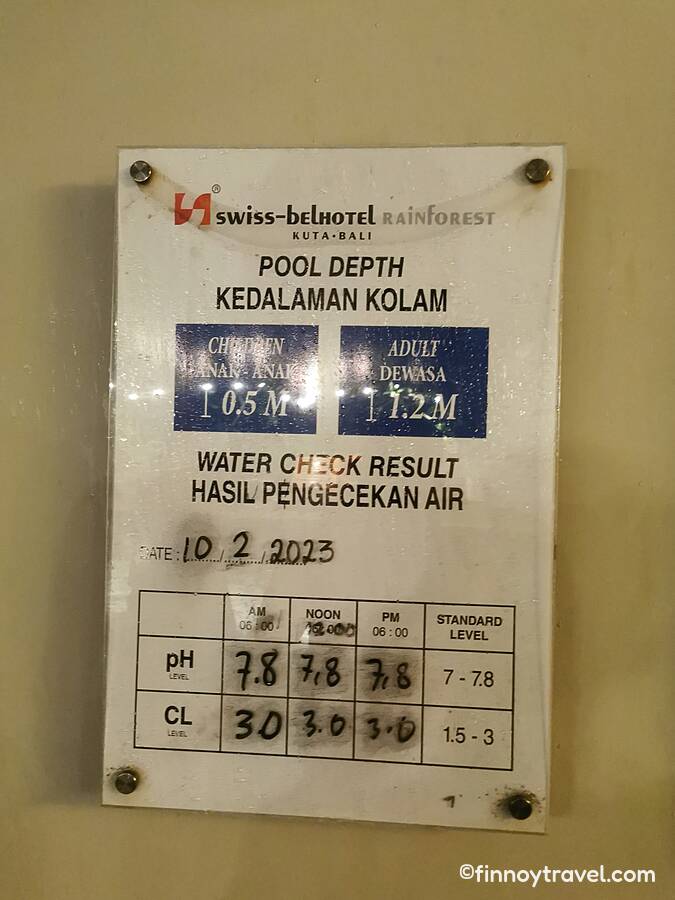 swiss-belHOTEL RAINFOREST
KUTA • BALI
POOL DEPTH
KEDALAMAN KOLAM
CHILDREN
ANAK - ANAK
0.5 M
ADULT
DEWASA
1.2 M
WATER CHECK RESULT
HASIL PENGECEKAN AIR
DATE : 10 / 2 / 2023
AM 06 : 00 NOON PM 06 : 00 STANDARD LEVEL
pH LEVEL 7.8 7,8 7,8 7 - 7.8
CL LEVEL 30 3.0 3.0 1.5 - 3
©finnoytravel.com